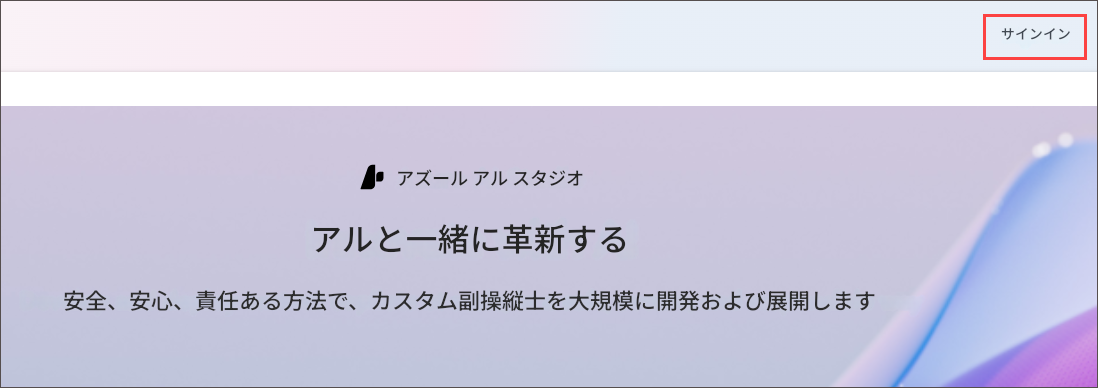 サインイン
アズール アル スタジオ
アルと一緒に革新する
安全、安心、責任ある方法で、カスタム副操縦士を大規模に開発および展開します